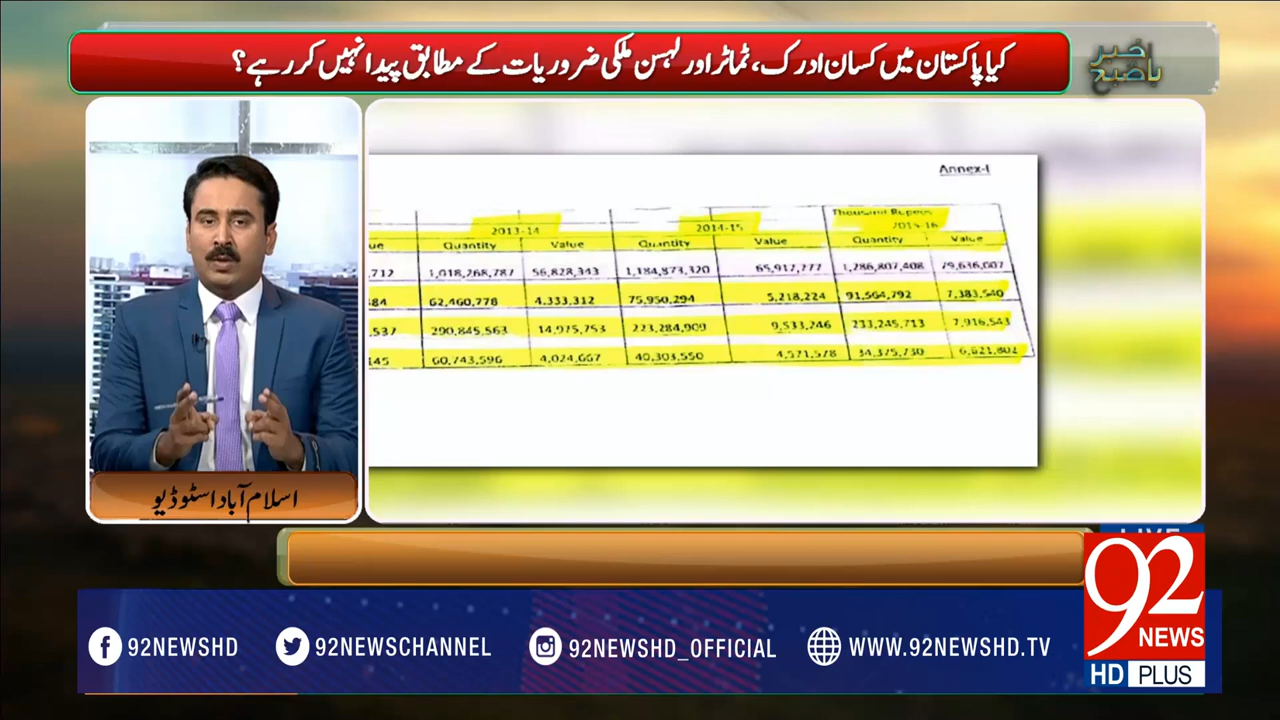 کیا پاکستان میں کسان ادرک، ٹماٹر اور لہسن ملکی ضروریات کے مطابق پیدا نہیں کر رہے؟
باخبر صبح
Annex-I
Thousand Rupees
2013-14 2014-15 2015-16
Quantity Value Quantity Value Quantity Value
1,018,268,787 56,828,343 1,184,873,320 65,917,777 1,286,807,408 79,636,007
62,460,778 4,333,312 75,950,294 5,218,224 91,564,792 7,383,540
290,845,563 14,975,753 223,284,909 9,533,246 233,245,713 7,916,543
60,743,596 4,024,667 40,303,550 4,571,578 34,375,730 6,621,802
اسلام آباد اسٹوڈیو
LIVE
92
NEWS
HD PLUS
92NEWSHD 92NEWSCHANNEL 92NEWSHD_OFFICIAL WWW.92NEWSHD.TV